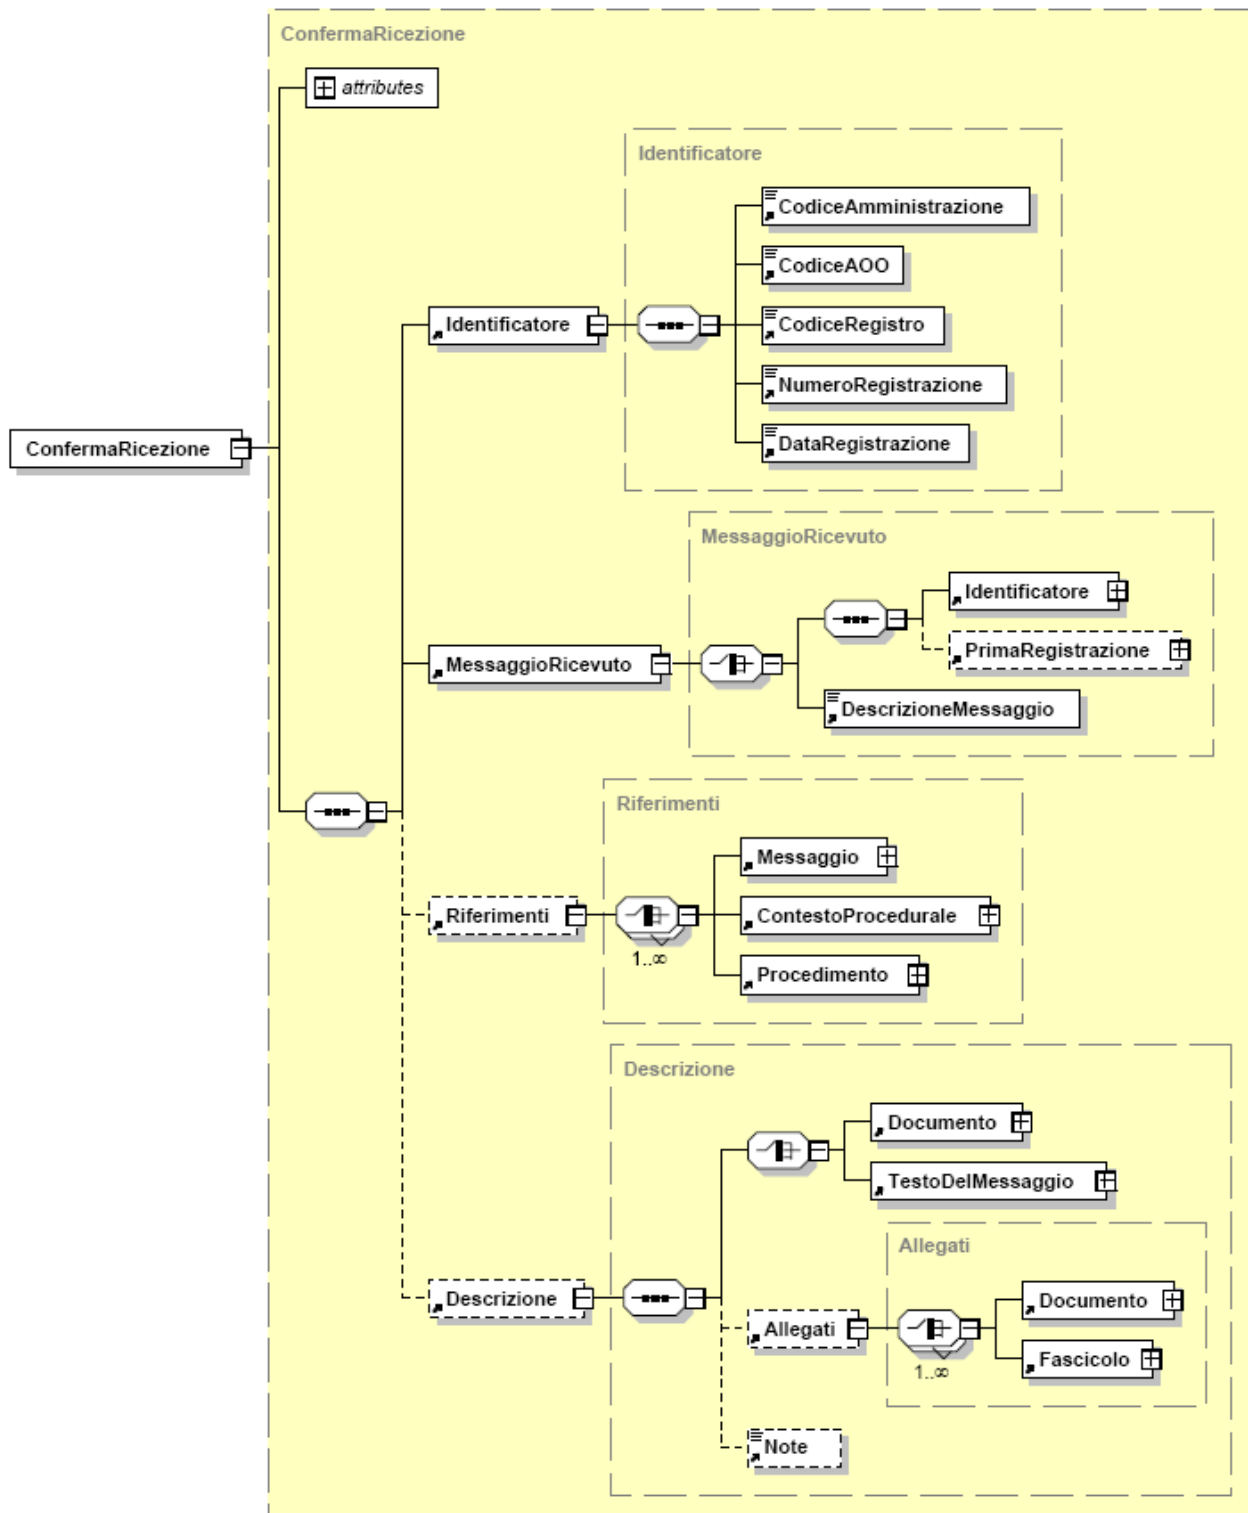 ConfermaRicezione
attributes
Identificatore
CodiceAmministrazione
CodiceAOO
Identificatore
CodiceRegistro
NumeroRegistrazione
DataRegistrazione
ConfermaRicezione
MessaggioRicevuto
Identificatore
PrimaRegistrazione
MessaggioRicevuto
DescrizioneMessaggio
Riferimenti
Messaggio
Riferimenti
ContestoProcedurale
1..∞
Procedimento
Descrizione
Documento
TestoDelMessaggio
Allegati
Descrizione
Documento
Allegati
Fascicolo
1..∞
Note